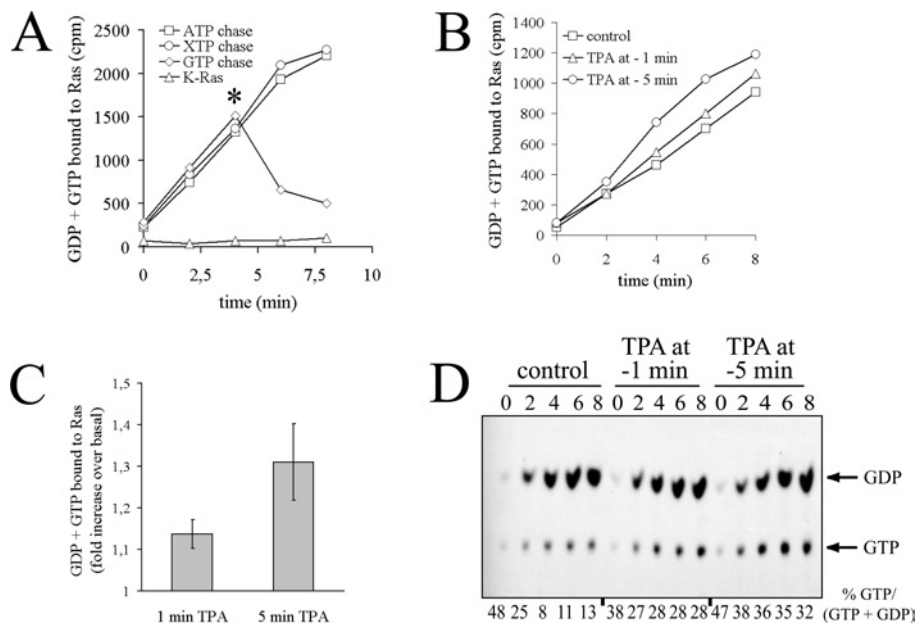 A
GDP + GTP bound to Ras (cpm)
2500
2000
1500
1000
500
0
ATP chase
XTP chase
GTP chase
K-Ras
*
0
2,5
5
7,5
10
time (min)
B
GDP + GTP bound to Ras (cpm)
1400
1200
1000
800
600
400
200
0
control
TPA at - 1 min
TPA at - 5 min
0
2
4
6
8
time (min)
C
GDP + GTP bound to Ras
(fold increase over basal)
1,5
1,4
1,3
1,2
1,1
1
1 min TPA
5 min TPA
D
control
TPA at
-1 min
TPA at
-5 min
0 2 4 6 8 0 2 4 6 8 0 2 4 6 8
GDP
GTP
% GTP/
(GTP + GDP)
48 25 8 11 13 38 27 28 28 28 47 38 36 35 32